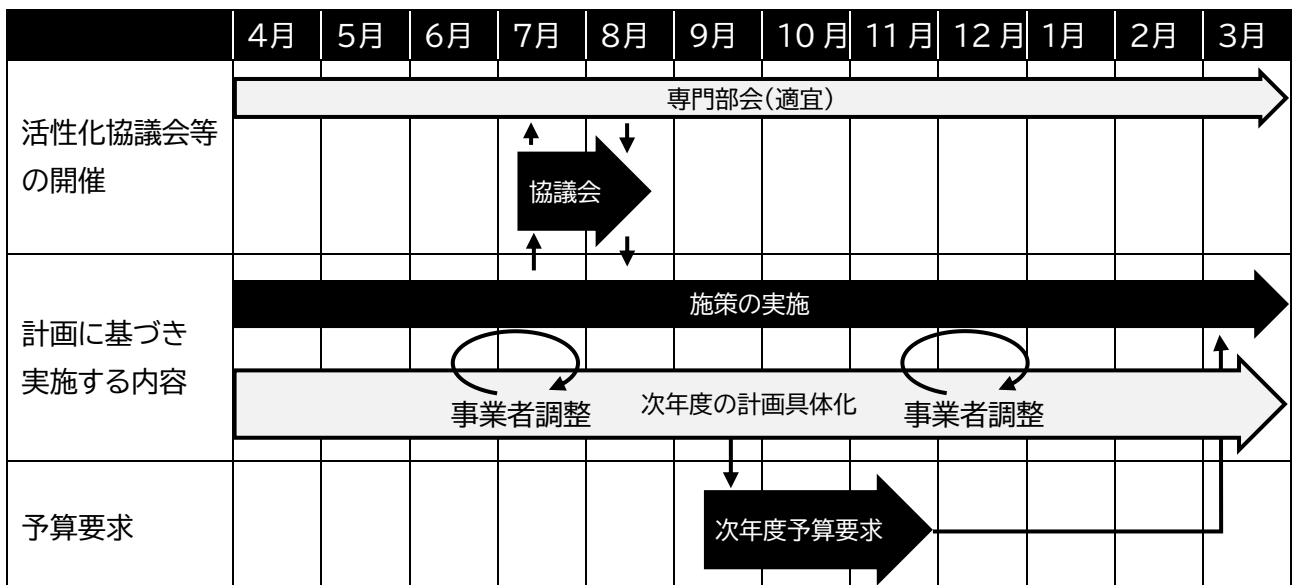 4月 5月 6月 7月 8月 9月 10月 11月 12月 1月 2月 3月
活性化協議会等
の開催
専門部会(適宜)
協議会
計画に基づき
実施する内容
施策の実施
事業者調整
次年度の計画具体化
事業者調整
予算要求
次年度予算要求